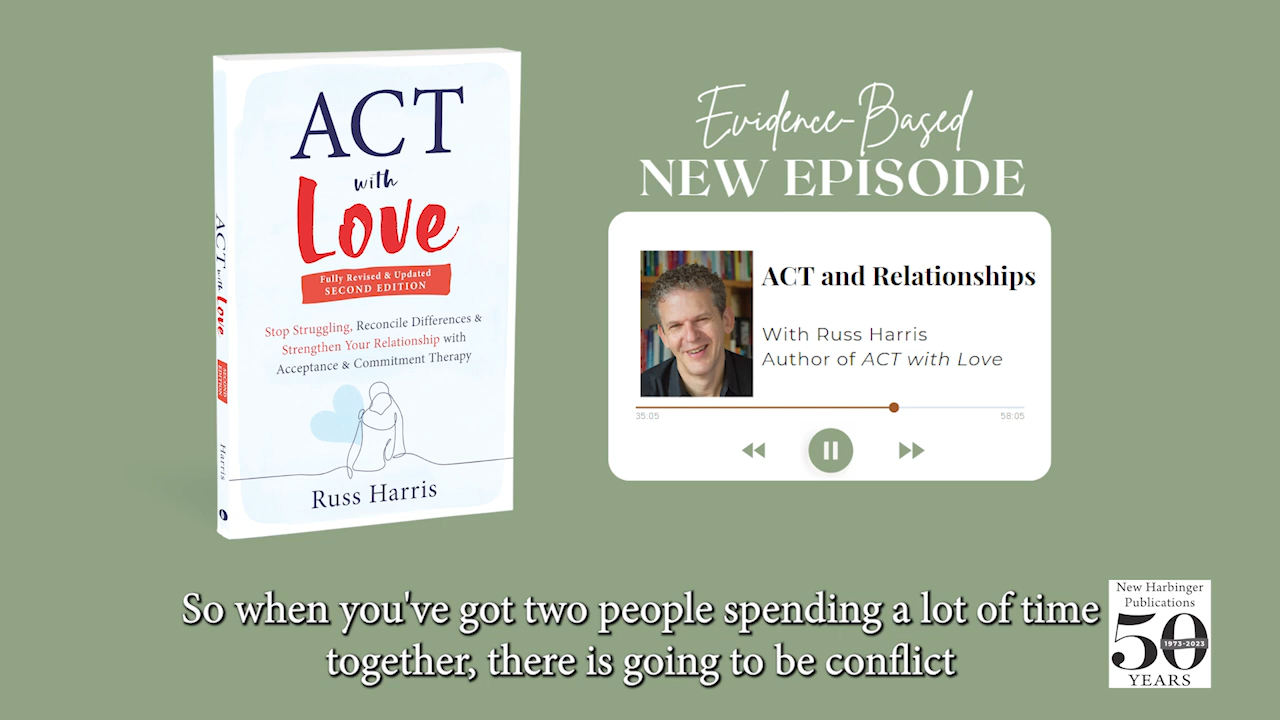 ACT
with
Love
Fully Revised & Updated
SECOND EDITION
Stop Struggling, Reconcile Differences &
Strengthen Your Relationship with
Acceptance & Commitment Therapy
Russ Harris
ACT with Love
SECOND EDITION
Harris
Evidence-Based
NEW EPISODE
ACT and Relationships
With Russ Harris
Author of ACT with Love
35:05
58:05
So when you've got two people spending a lot of time
together, there is going to be conflict
New Harbinger
Publications
50
1973-2023
YEARS